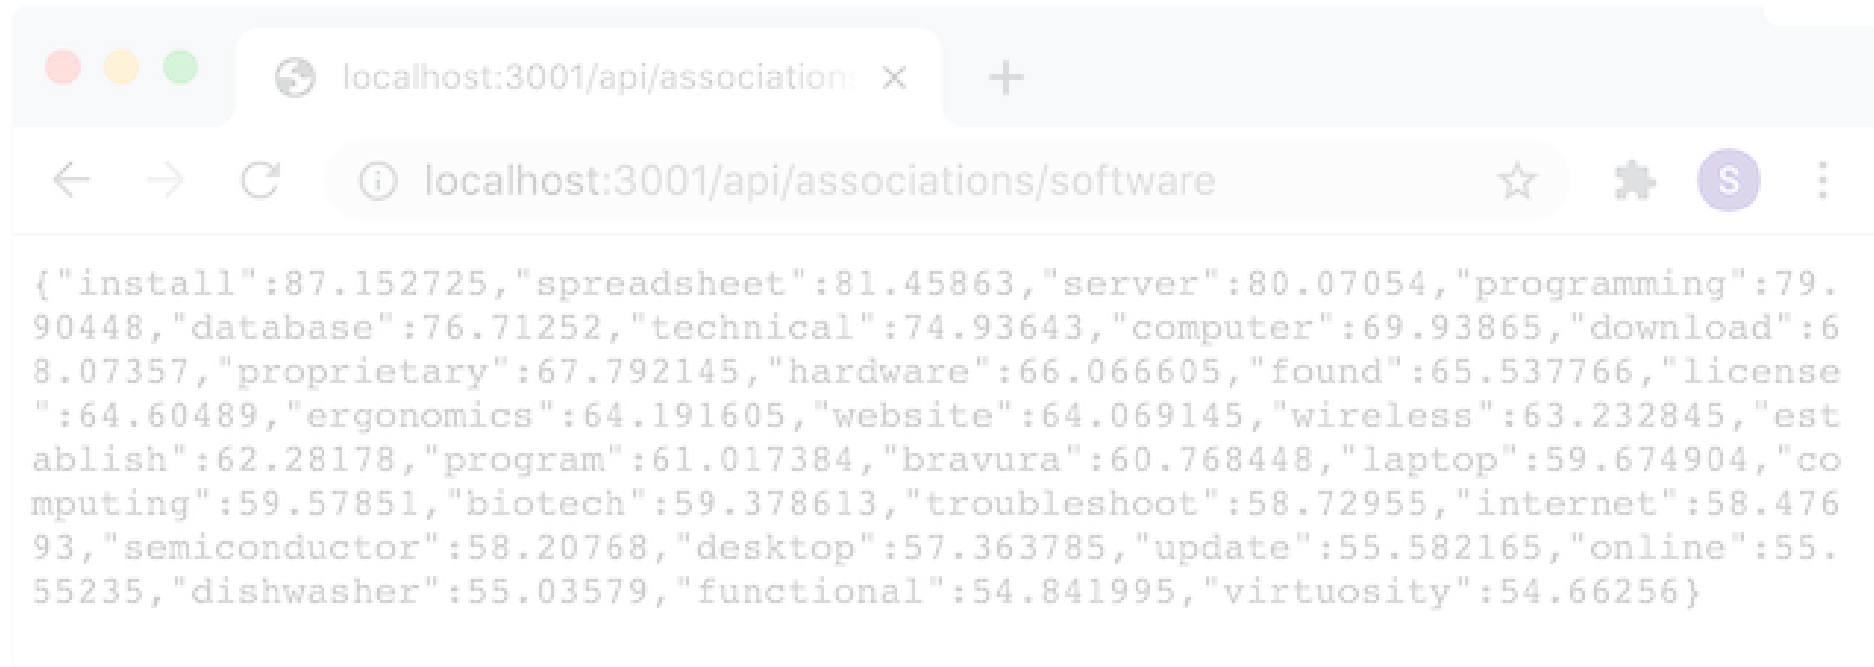 localhost:3001/api/association
localhost:3001/api/associations/software
S
{"install":87.152725,"spreadsheet":81.45863,"server":80.07054,"programming":79.
90448,"database":76.71252,"technical":74.93643,"computer":69.93865,"download":6
8.07357,"proprietary":67.792145,"hardware":66.066605,"found":65.537766,"license
":64.60489,"ergonomics":64.191605,"website":64.069145,"wireless":63.232845,"est
ablish":62.28178,"program":61.017384,"bravura":60.768448,"laptop":59.674904,"co
mputing":59.57851,"biotech":59.378613,"troubleshoot":58.72955,"internet":58.476
93,"semiconductor":58.20768,"desktop":57.363785,"update":55.582165,"online":55.
55235,"dishwasher":55.03579,"functional":54.841995,"virtuosity":54.66256}